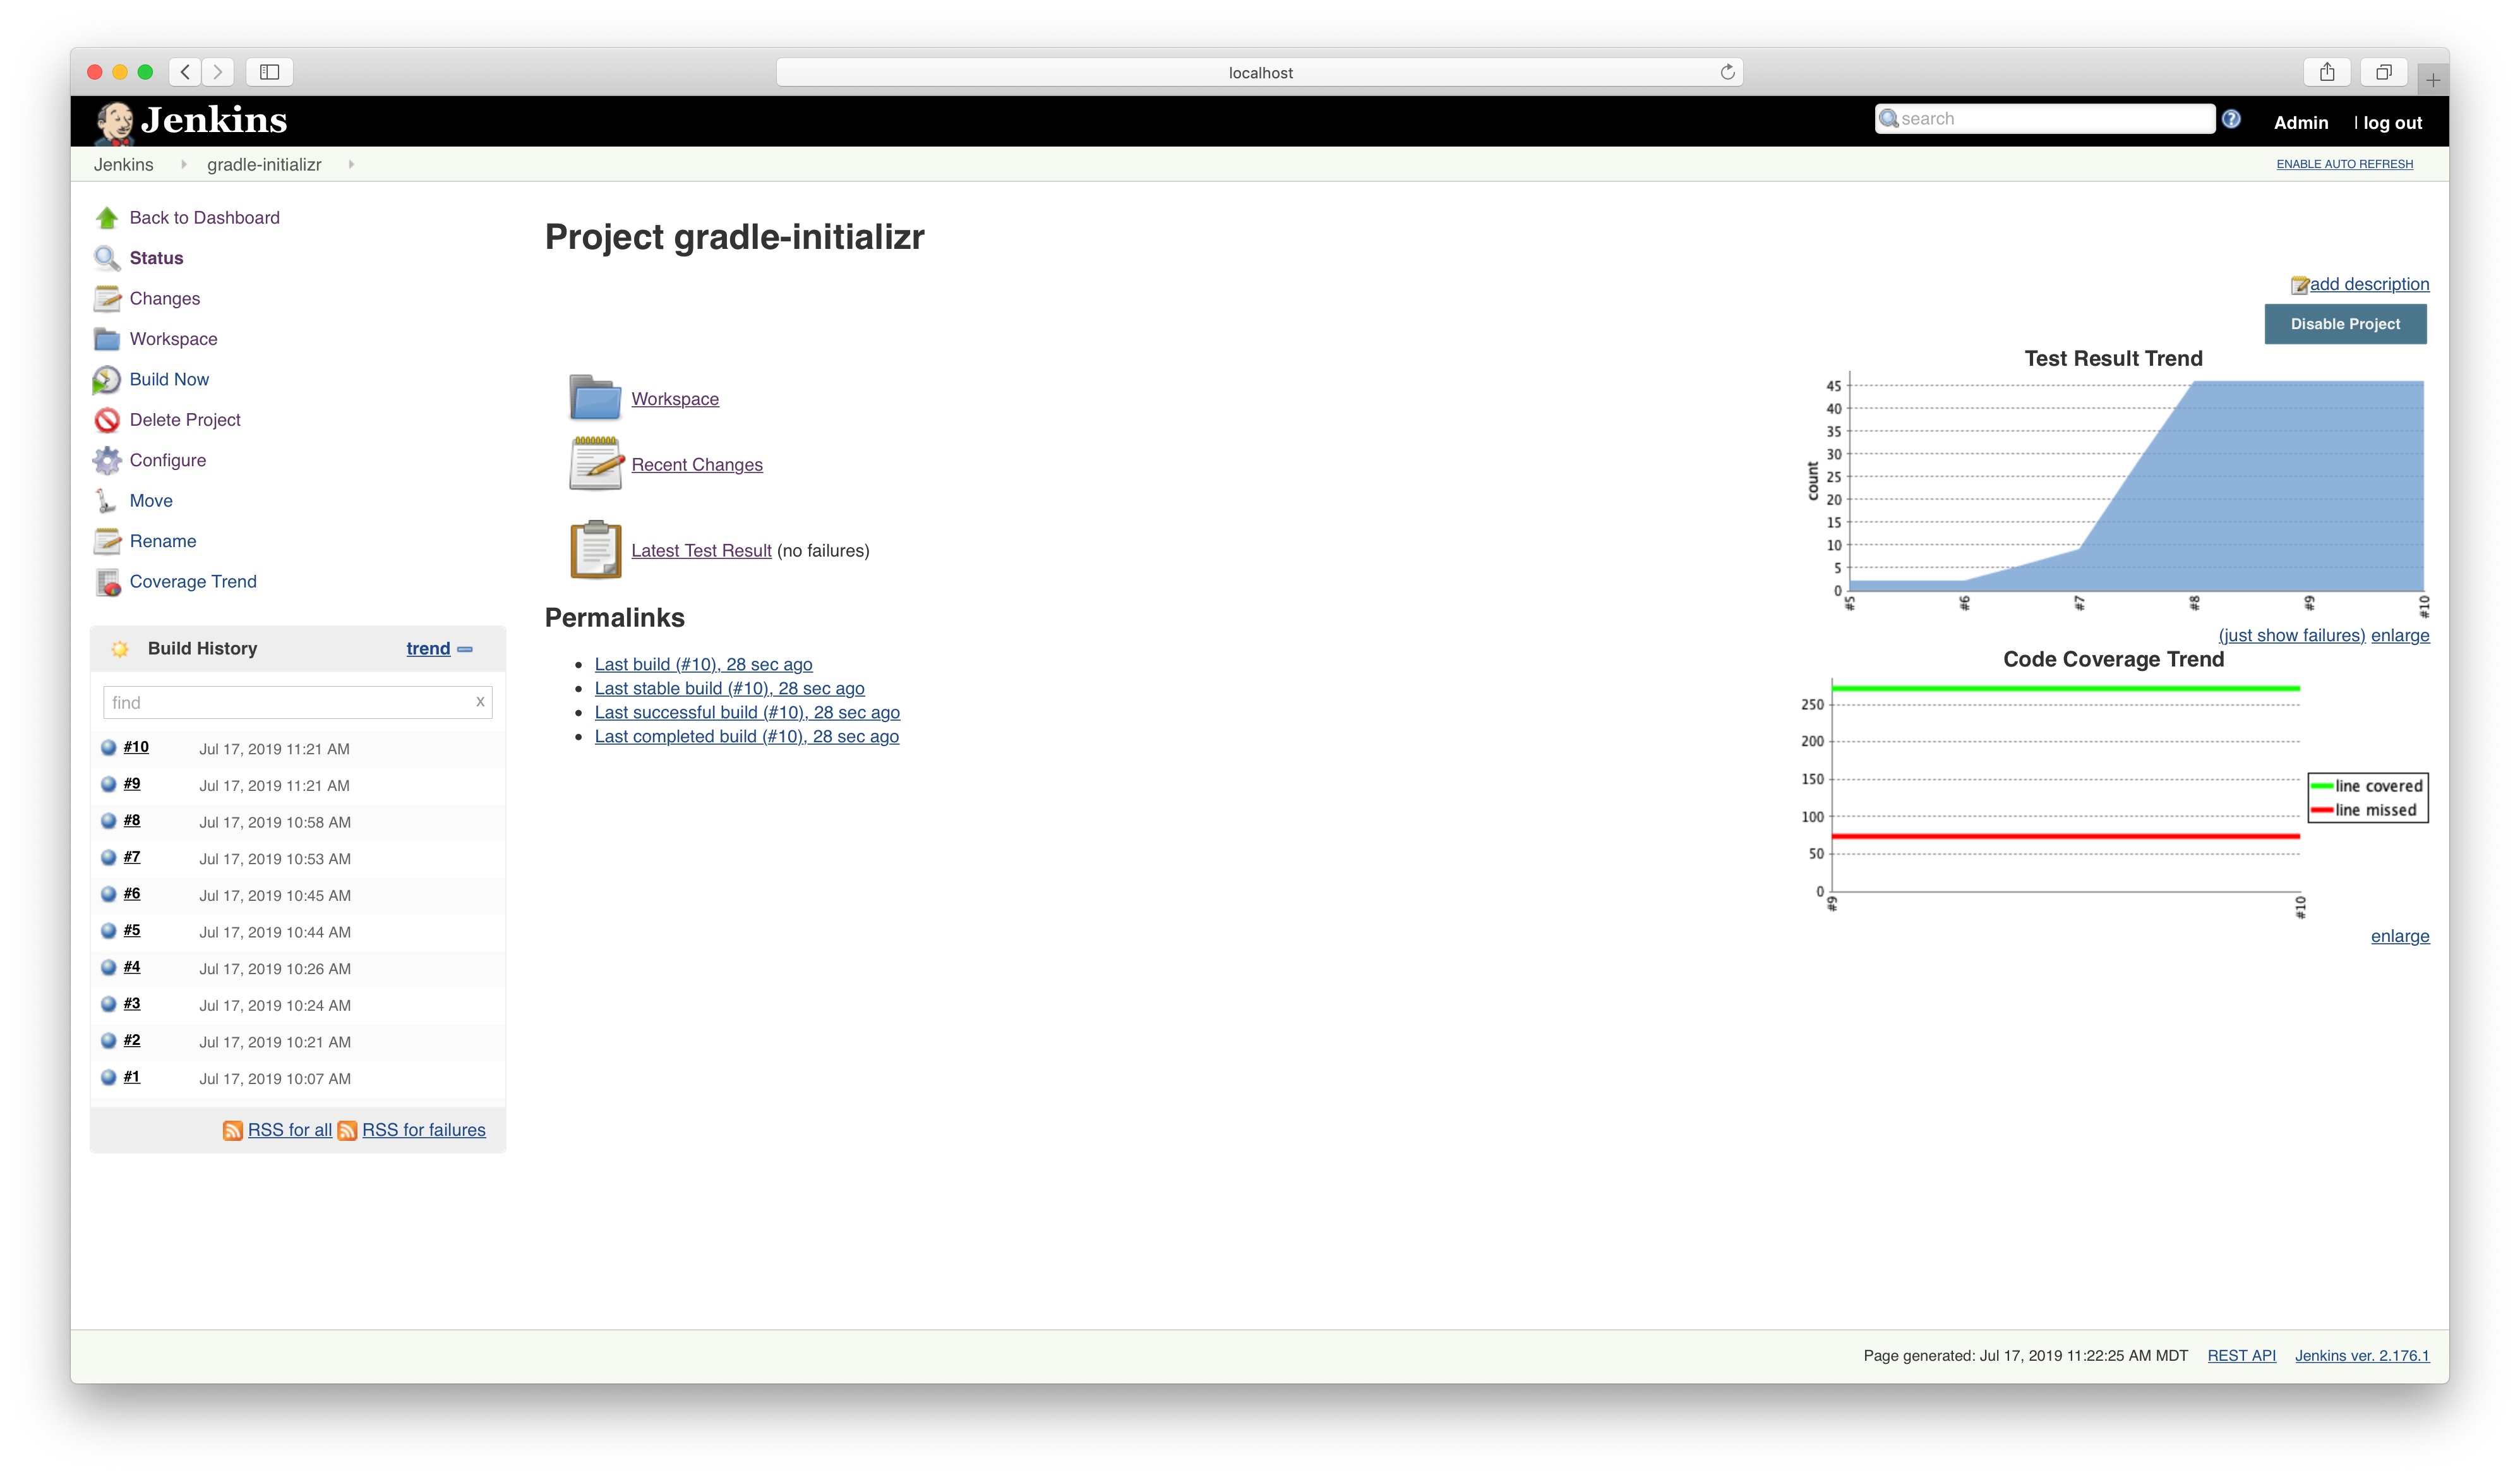 localhost
Jenkins
search
Admin
| log out
Jenkins
gradle-initializr
ENABLE AUTO REFRESH
Back to Dashboard
Status
Changes
Workspace
Build Now
Delete Project
Configure
Move
Rename
Coverage Trend
Build History
trend
find
x
#10 Jul 17, 2019 11:21 AM
#9 Jul 17, 2019 11:21 AM
#8 Jul 17, 2019 10:58 AM
#7 Jul 17, 2019 10:53 AM
#6 Jul 17, 2019 10:45 AM
#5 Jul 17, 2019 10:44 AM
#4 Jul 17, 2019 10:26 AM
#3 Jul 17, 2019 10:24 AM
#2 Jul 17, 2019 10:21 AM
#1 Jul 17, 2019 10:07 AM
RSS for all RSS for failures
Project gradle-initializr
add description
Disable Project
Workspace
Recent Changes
Latest Test Result (no failures)
Permalinks
Last build (#10), 28 sec ago
Last stable build (#10), 28 sec ago
Last successful build (#10), 28 sec ago
Last completed build (#10), 28 sec ago
Test Result Trend
count
45
40
35
30
25
20
15
10
5
0
#5 #6 #7 #8 #9 #10
(just show failures) enlarge
Code Coverage Trend
250
200
150
100
50
0
#9 #10
line covered
line missed
enlarge
Page generated: Jul 17, 2019 11:22:25 AM MDT REST API Jenkins ver. 2.176.1